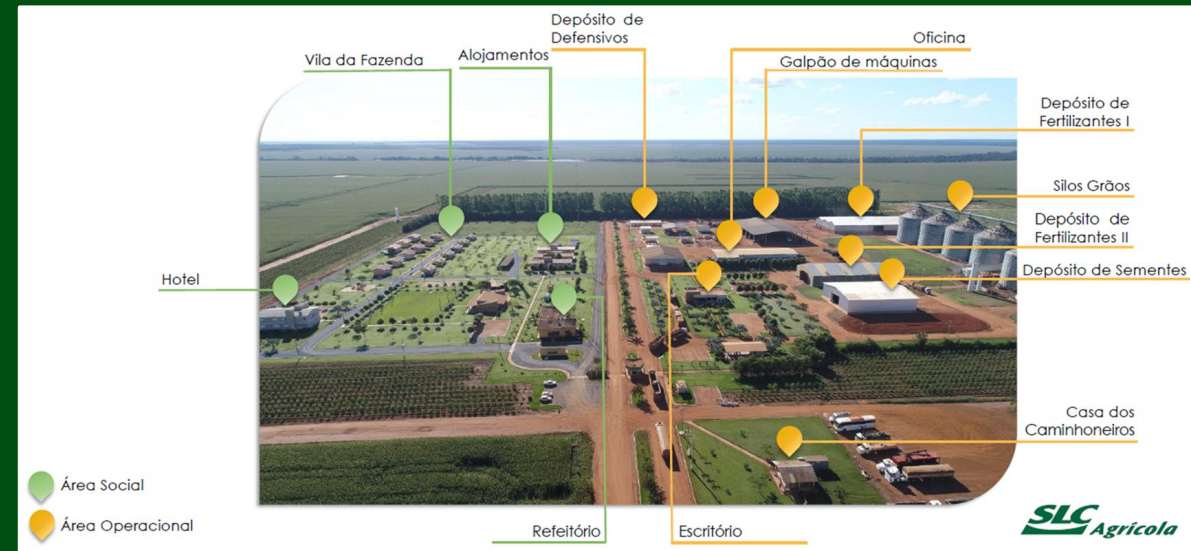 Depósito de
Defensivos
Oficina
Vila da Fazenda
Alojamentos
Galpão de máquinas
Depósito de
Fertilizantes I
Silos Grãos
Depósito de
Fertilizantes II
Hotel
Depósito de Sementes
Casa dos
Caminhoneiros
Área Social
Área Operacional
Refeitório
Escritório
SLC
Agrícola